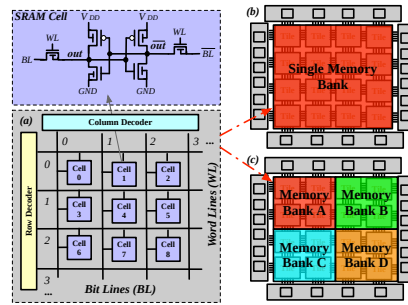 SRAM Cell
V DD
V DD
WL
WL
BL
out
out
BL
GND
GND
(a)
Column Decoder
0
1
2
3 ...
Row Decoder
0
Cell 0
Cell 1
Cell 2
1
Cell 3
Cell 4
Cell 5
2
Cell 6
Cell 7
Cell 8
3
...
Bit Lines (BL)
Word Lines (WL)
(b)
Single Memory
Bank
(c)
Memory
Bank A
Memory
Bank B
Memory
Bank C
Memory
Bank D